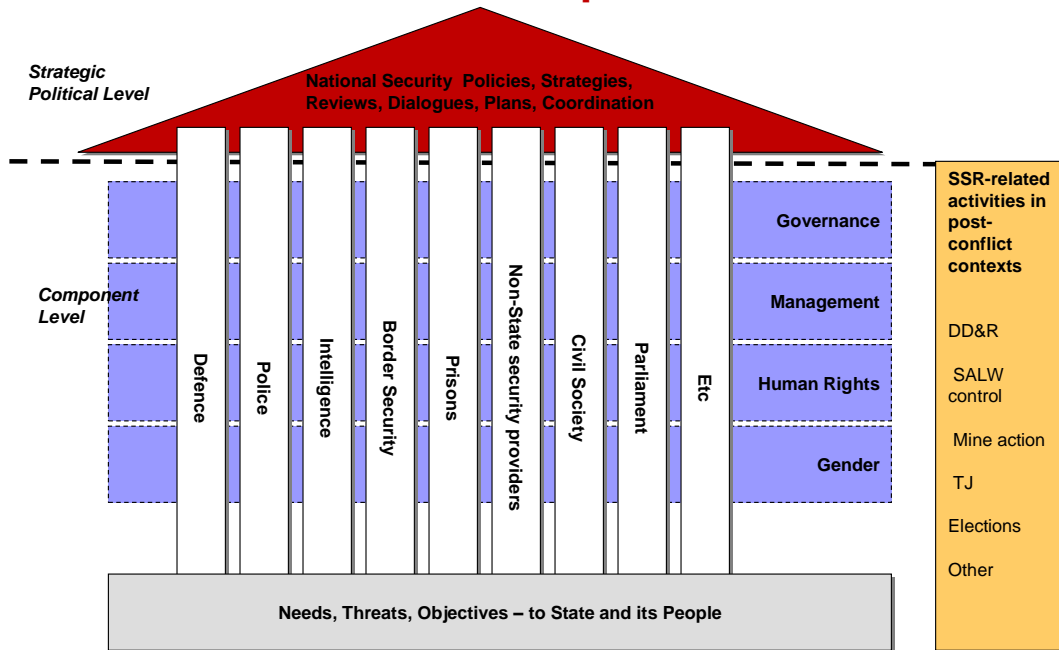 Strategic
Political Level
National Security Policies, Strategies,
Reviews, Dialogues, Plans, Coordination
Component
Level
Defence
Police
Intelligence
Border Security
Prisons
Non-State security providers
Civil Society
Parliament
Etc
Governance
Management
Human Rights
Gender
Needs, Threats, Objectives – to State and its People
SSR-related
activities in
post-
conflict
contexts
DD&R
SALW
control
Mine action
TJ
Elections
Other